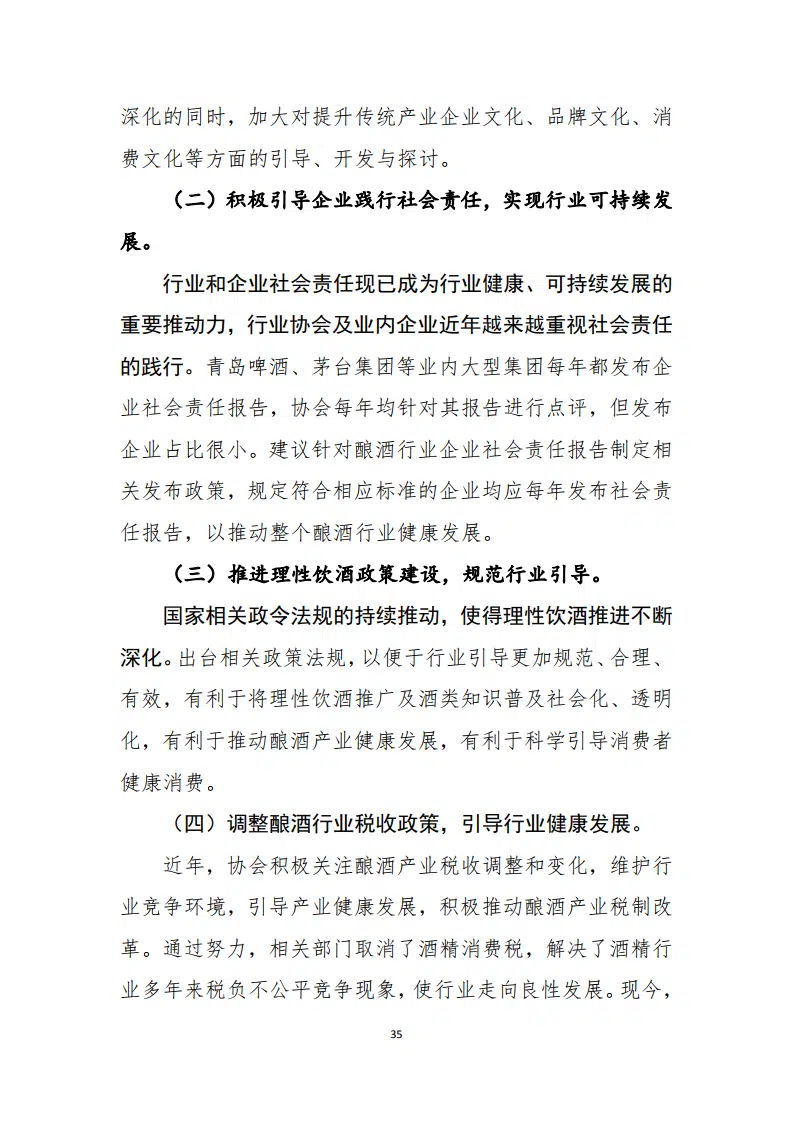 深化的同时，加大对提升传统产业企业文化、品牌文化、消
费文化等方面的引导、开发与探讨。
（二）积极引导企业践行社会责任，实现行业可持续发
展。
行业和企业社会责任现已成为行业健康、可持续发展的
重要推动力，行业协会及业内企业近年越来越重视社会责任
的践行。青岛啤酒、茅台集团等业内大型集团每年都发布企
业社会责任报告，协会每年均针对其报告进行点评，但发布
企业占比很小。建议针对酿酒行业企业社会责任报告制定相
关发布政策，规定符合相应标准的企业均应每年发布社会责
任报告，以推动整个酿酒行业健康发展。
（三）推进理性饮酒政策建设，规范行业引导。
国家相关政令法规的持续推动，使得理性饮酒推进不断
深化。出台相关政策法规，以便于行业引导更加规范、合理、
有效，有利于将理性饮酒推广及酒类知识普及社会化、透明
化，有利于推动酿酒产业健康发展，有利于科学引导消费者
健康消费。
（四）调整酿酒行业税收政策，引导行业健康发展。
近年，协会积极关注酿酒产业税收调整和变化，维护行
业竞争环境，引导产业健康发展，积极推动酿酒产业税制改
革。通过努力，相关部门取消了酒精消费税，解决了酒精行
业多年来税负不公平竞争现象，使行业走向良性发展。现今，
35